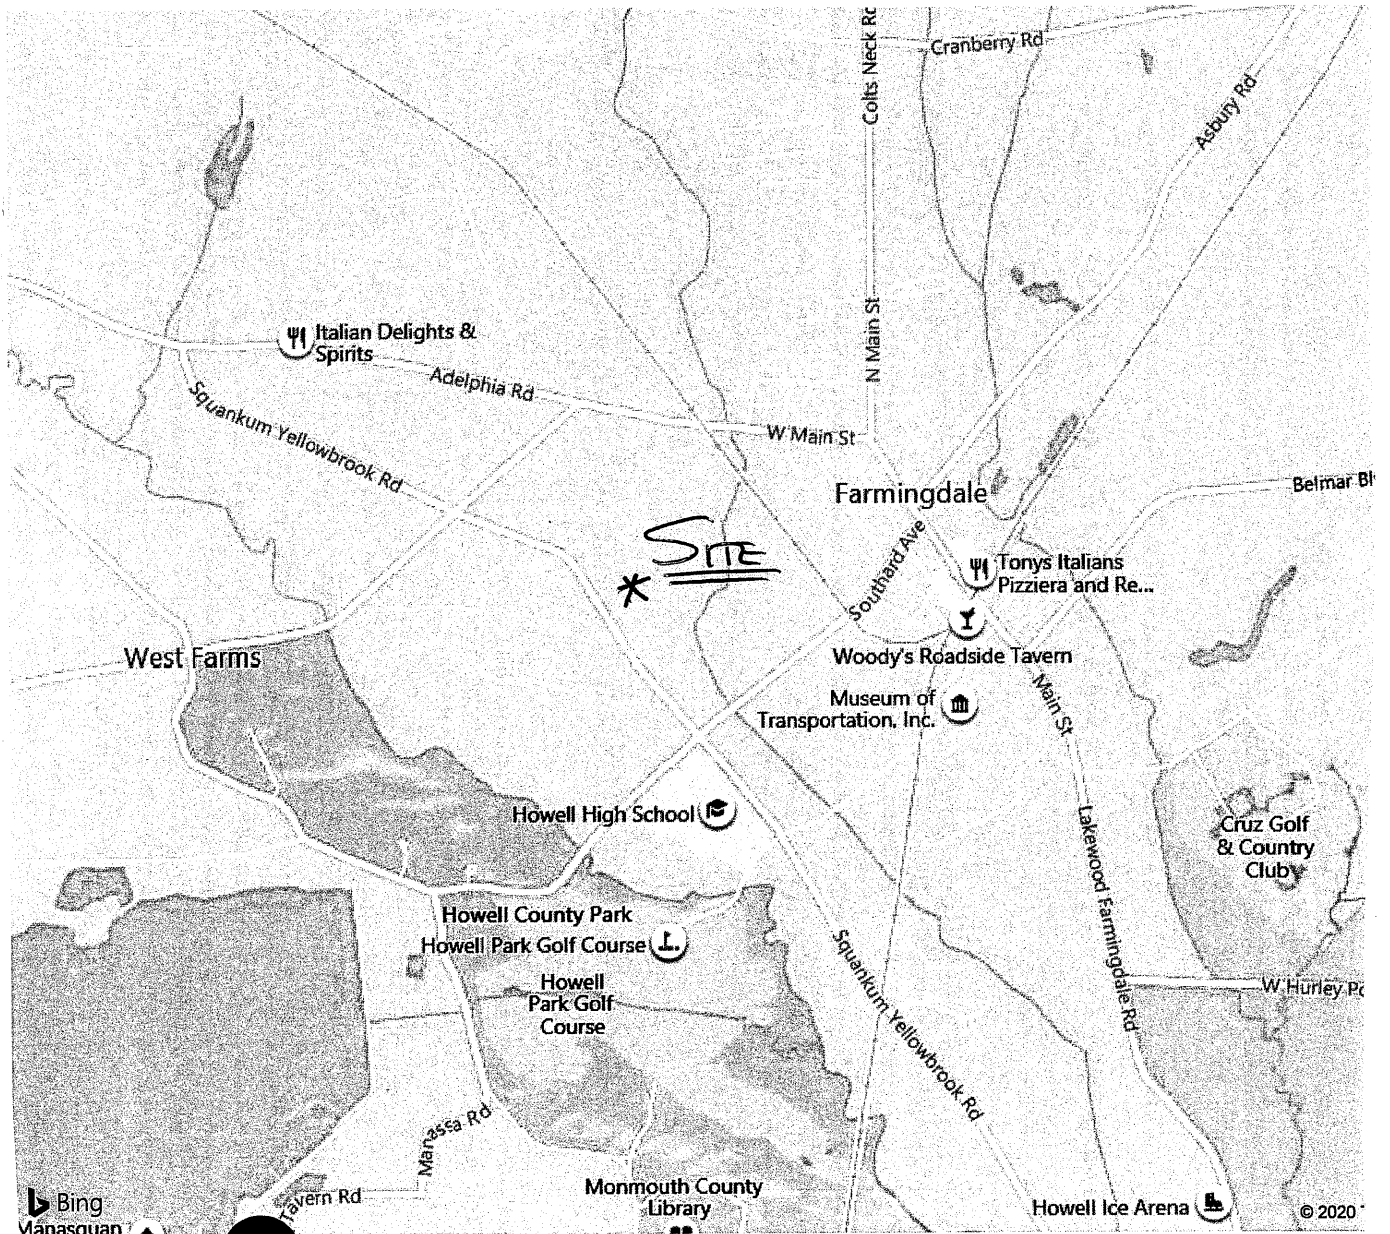 Colts Neck Rd
Cranberry Rd
Asbury Rd
N Main St
Italian Delights &
Spirits
Adelphia Rd
Squankum Yellowbrook Rd
W Main St
Farmingdale
Belmar Bl
SITE
*
Southard Ave
Tonys Italians
Pizziera and Re...
West Farms
Woody's Roadside Tavern
Museum of
Transportation, Inc.
Main St
Howell High School
Cruz Golf
& Country
Club
Lakewood Farmingdale Rd
Howell County Park
Howell Park Golf Course
Squankum Yellowbrook Rd
Howell
Park Golf
Course
W Hurley Po
Manassa Rd
Tavern Rd
Monmouth County
Library
Howell Ice Arena
Bing
© 2020
Manasquan